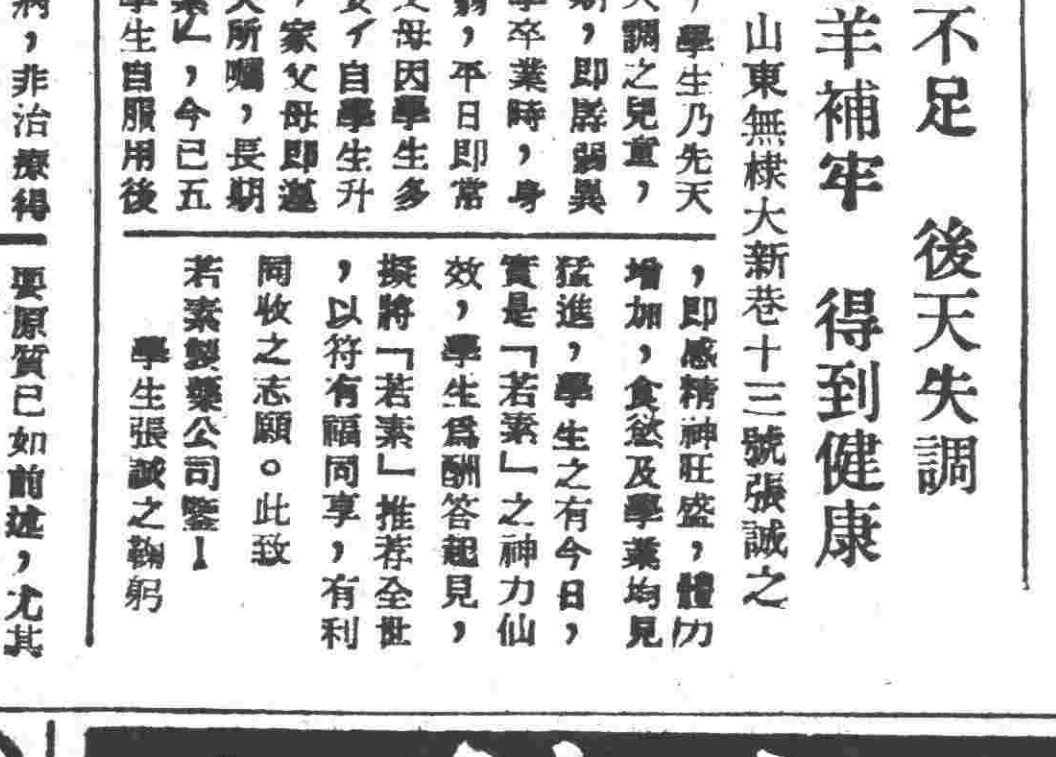 不足　後天失調
羊補牢　得到健康
山東無棣大新巷十三號張誠之
，學生乃先天
調之兒童，
，即孱弱異
卒業時，身
，平日即常
母因學生多
自學生升
家父母即遵
所囑，長期
，今已五
學生自服用後
，即感精神旺盛，體力
增加，食慾及學業均見
猛進，學生之有今日，
實是「若素」之神力仙
效，學生爲酬答起見，
擬將「若素」推荐全世
，以符有福同享，有利
同收之志願。此致
若素製藥公司鑒！
學生張誠之鞠躬
，非治療得
要原質已如前述，尤其